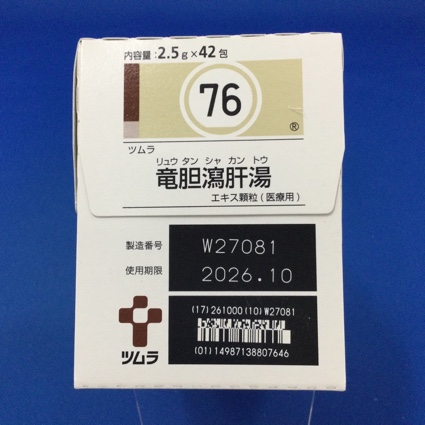 内容量:2.5g×42包
76
®
ツムラ
リュウ タン シャ カン トウ
竜胆瀉肝湯
エキス顆粒(医療用)
製造番号 W27081
使用期限 2026.10
(17)261000(10)W27081
(01)14987138807646
ツムラ